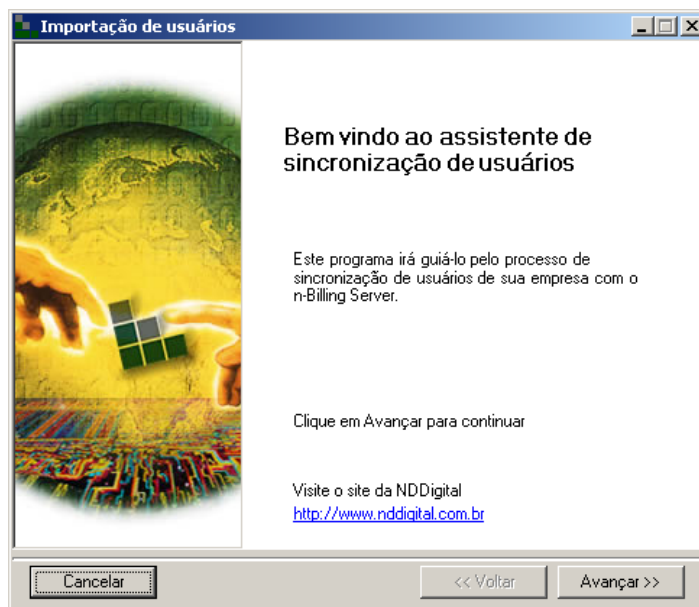 Importação de usuários
Bem vindo ao assistente de
sincronização de usuários
Este programa irá guiá-lo pelo processo de
sincronização de usuários de sua empresa com o
n-Billing Server.
Clique em Avançar para continuar
Visite o site da NDDigital
http://www.nddigital.com.br
Cancelar
<< Voltar
Avançar >>